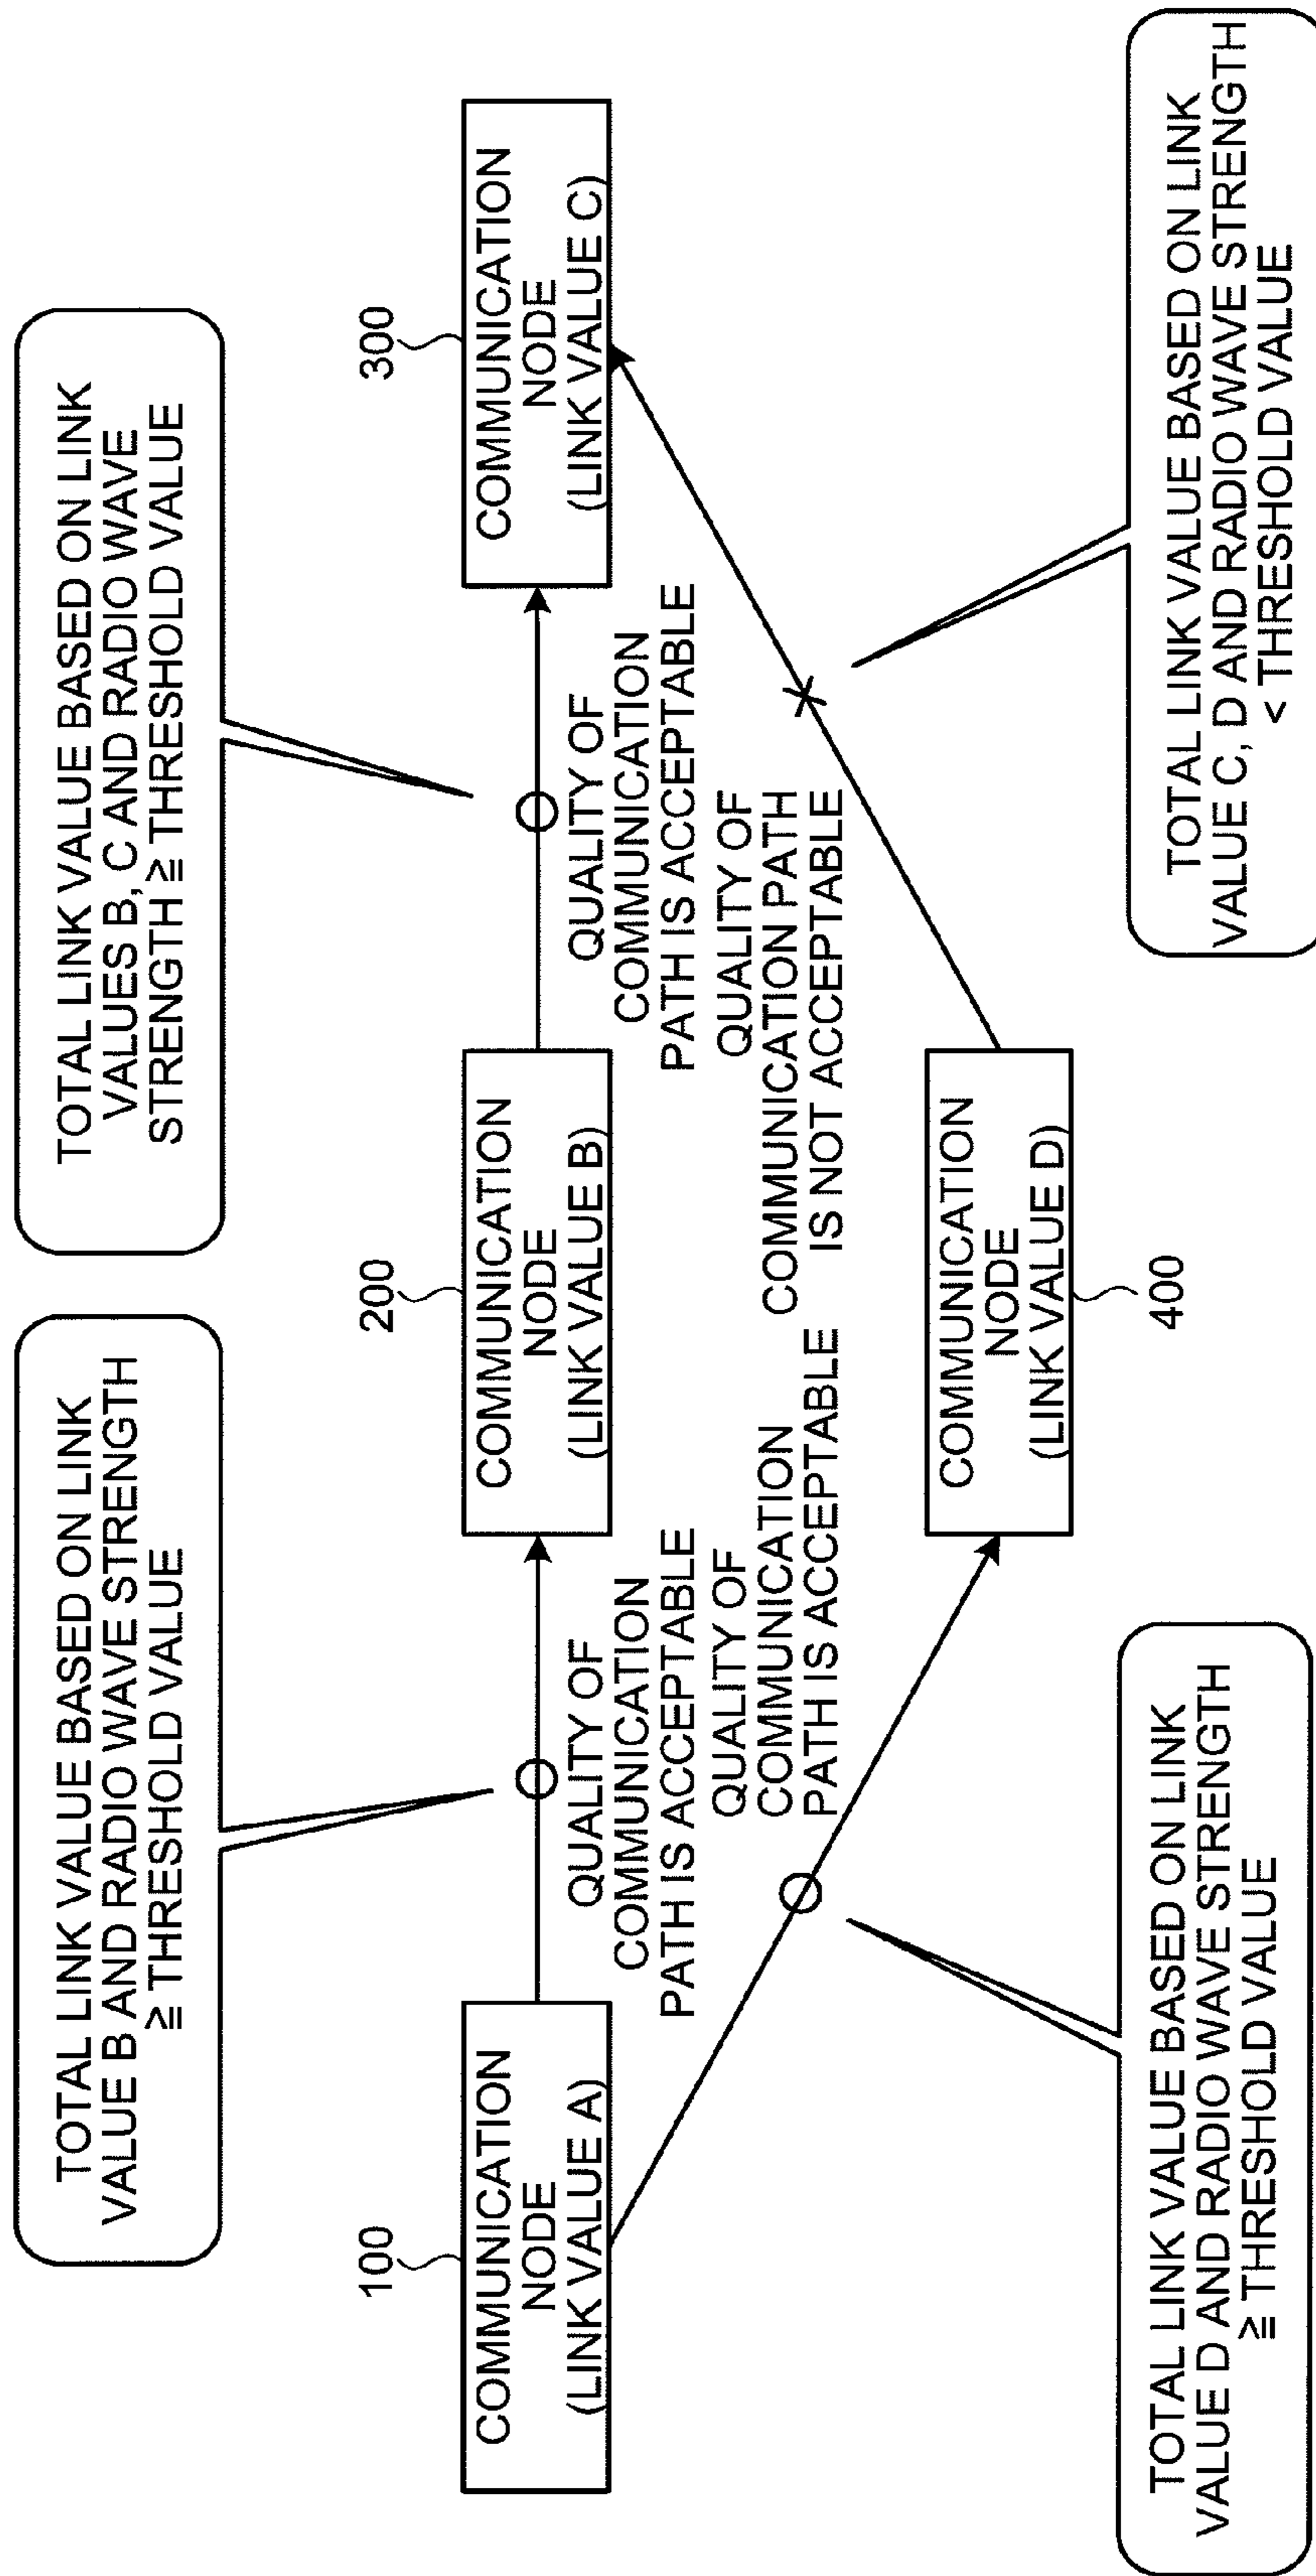 TOTAL LINK VALUE BASED ON LINK
VALUE B AND RADIO WAVE STRENGTH
≧ THRESHOLD VALUE
TOTAL LINK VALUE BASED ON LINK
VALUES B, C AND RADIO WAVE
STRENGTH ≧ THRESHOLD VALUE
100
COMMUNICATION
NODE
(LINK VALUE A)
200
COMMUNICATION
NODE
(LINK VALUE B)
300
COMMUNICATION
NODE
(LINK VALUE C)
QUALITY OF
COMMUNICATION
PATH IS ACCEPTABLE
QUALITY OF
COMMUNICATION
PATH IS ACCEPTABLE
QUALITY OF
COMMUNICATION
PATH IS ACCEPTABLE
QUALITY OF
COMMUNICATION PATH
IS NOT ACCEPTABLE
COMMUNICATION
NODE
(LINK VALUE D)
400
TOTAL LINK VALUE BASED ON LINK
VALUE D AND RADIO WAVE STRENGTH
≧ THRESHOLD VALUE
TOTAL LINK VALUE BASED ON LINK
VALUE C, D AND RADIO WAVE STRENGTH
< THRESHOLD VALUE